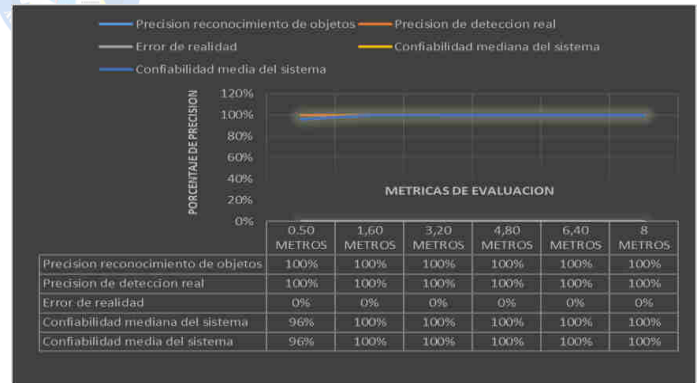 Precision reconocimiento de objetos Precision de deteccion real
Error de realidad Confiabilidad mediana del sistema
Confiabilidad media del sistema
PORCENTAJE DE PRECISION
120%
100%
80%
60%
40%
20%
0%
METRICAS DE EVALUACION
0.50 METROS 1,60 METROS 3,20 METROS 4,80 METROS 6,40 METROS 8 METROS
Precision reconocimiento de objetos 100% 100% 100% 100% 100% 100%
Precision de deteccion real 100% 100% 100% 100% 100% 100%
Error de realidad 0% 0% 0% 0% 0% 0%
Confiabilidad mediana del sistema 96% 100% 100% 100% 100% 100%
Confiabilidad media del sistema 96% 100% 100% 100% 100% 100%